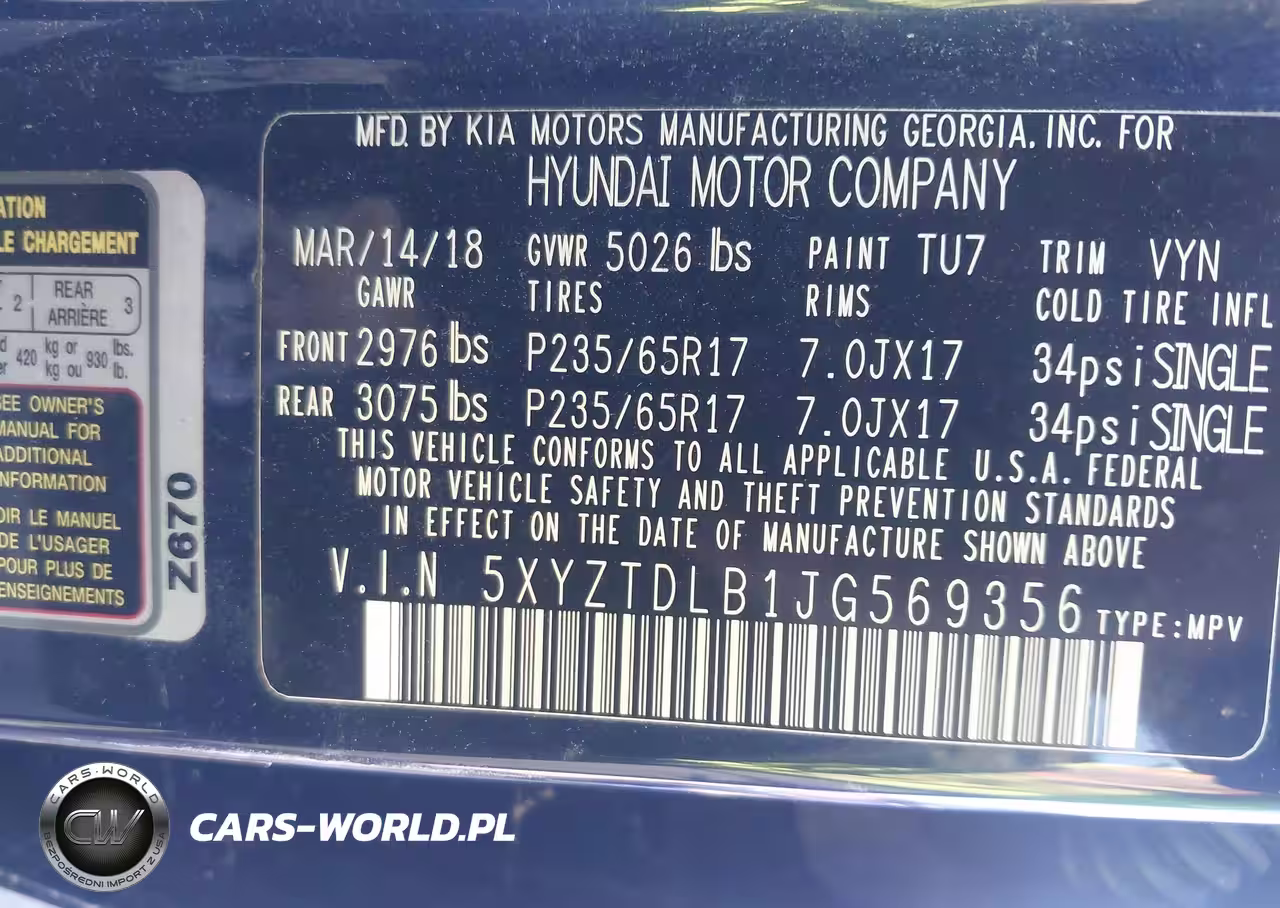 MFD. BY KIA MOTORS MANUFACTURING GEORGIA, INC. FOR
HYUNDAI MOTOR COMPANY
MAR/14/18 GVWR 5026 lbs PAINT TU7 TRIM VYN
GAWR TIRES RIMS COLD TIRE INFL
FRONT 2976 lbs P235/65R17 7.0JX17 34psi SINGLE
REAR 3075 lbs P235/65R17 7.0JX17 34psi SINGLE
THIS VEHICLE CONFORMS TO ALL APPLICABLE U.S.A. FEDERAL
MOTOR VEHICLE SAFETY AND THEFT PREVENTION STANDARDS
IN EFFECT ON THE DATE OF MANUFACTURE SHOWN ABOVE
V.I.N 5XYZTDLB1JG569356 TYPE:MPV
ATION
LE CHARGEMENT
2 REAR 3
ARRIÈRE
420 kg or 930 lbs.
kg ou lb.
SEE OWNER'S
MANUAL FOR
ADDITIONAL
INFORMATION
OIR LE MANUEL
DE L'USAGER
POUR PLUS DE
ENSEIGNEMENTS
Z670
CARS-WORLD
CW
BEZPOŚREDNI IMPORT Z USA
CARS-WORLD.PL